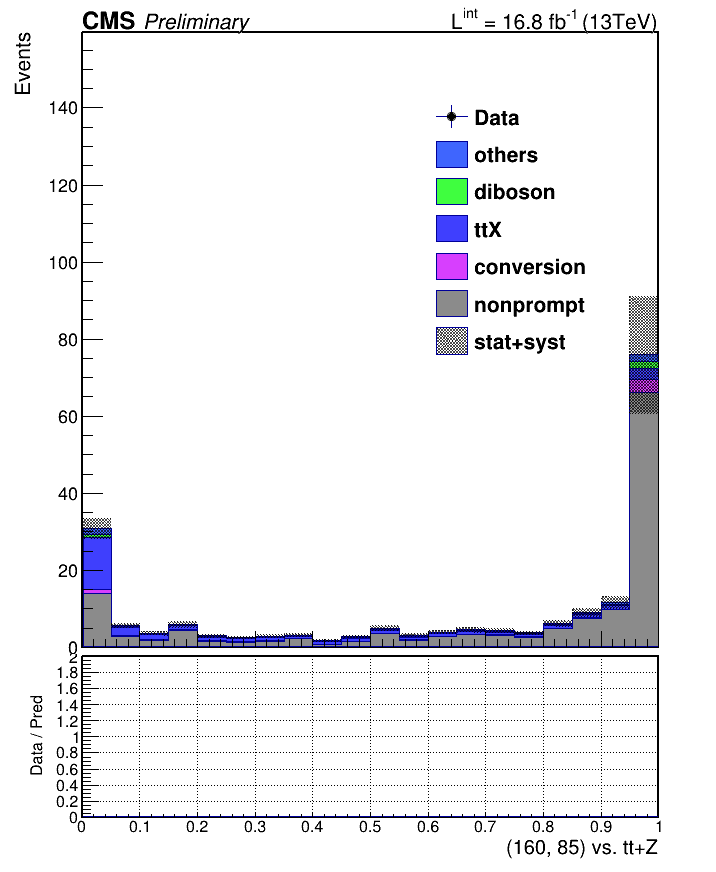 CMS Preliminary
L^int = 16.8 fb^-1 (13TeV)
Events
140
120
100
80
60
40
20
0
Data
others
diboson
ttX
conversion
nonprompt
stat+syst
Data / Pred
2
1.8
1.6
1.4
1.2
1
0.8
0.6
0.4
0.2
0
0 0.1 0.2 0.3 0.4 0.5 0.6 0.7 0.8 0.9 1
(160, 85) vs. tt+Z